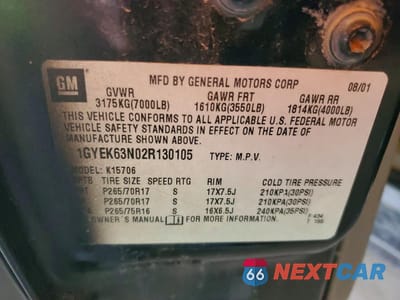 GM
MFD BY GENERAL MOTORS CORP 08/01
GVWR GAWR FRT GAWR RR
3175KG(7000LB) 1610KG(3550LB) 1814KG(4000LB)
THIS VEHICLE CONFORMS TO ALL APPLICABLE U.S. FEDERAL MOTOR
VEHICLE SAFETY STANDARDS IN EFFECT ON THE DATE OF
MANUFACTURE SHOWN ABOVE.
1GYEK63N02R130105 TYPE: M.P.V.
MODEL: K15706
TIRE SIZE SPEED RTG RIM COLD TIRE PRESSURE
P265/70R17 S 17X7.5J 210KPA(30PSI)
P265/70R17 S 17X7.5J 210KPA(30PSI)
P265/75R16 S 16X6.5J 240KPA(35PSI)
OWNER'S MANUAL FOR MORE INFORMATION.
66 NEXTCAR